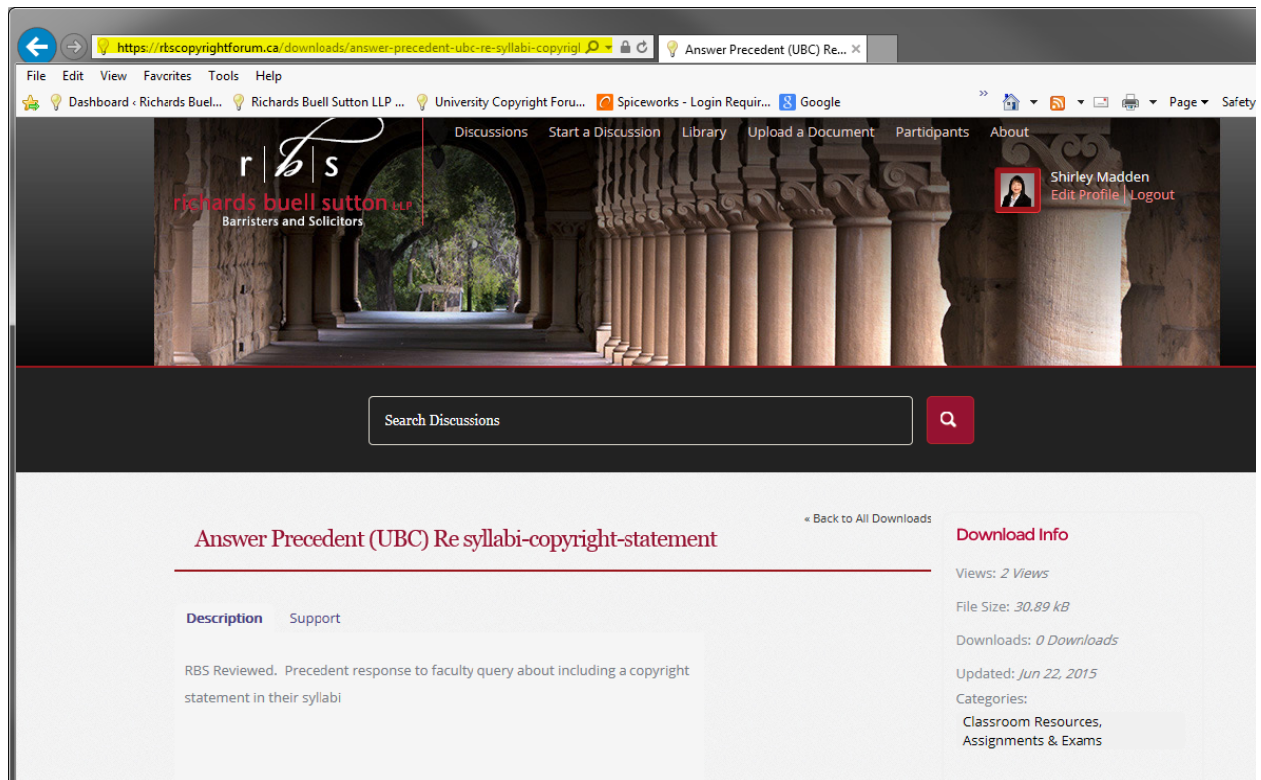 https://rbscopyrightforum.ca/downloads/answer-precedent-ubc-re-syllabi-copyrigl
Answer Precedent (UBC) Re... ×
File Edit View Favorites Tools Help
Dashboard ‹ Richards Buel... Richards Buell Sutton LLP ... University Copyright Foru... Spiceworks - Login Requir... Google » Page Safety
Discussions Start a Discussion Library Upload a Document Participants About
r | b | s
richards buell sutton LLP
Barristers and Solicitors
Shirley Madden
Edit Profile | Logout
Search Discussions
« Back to All Downloads
Answer Precedent (UBC) Re syllabi-copyright-statement
Description Support
RBS Reviewed. Precedent response to faculty query about including a copyright
statement in their syllabi
Download Info
Views: 2 Views
File Size: 30.89 kB
Downloads: 0 Downloads
Updated: Jun 22, 2015
Categories:
Classroom Resources,
Assignments & Exams